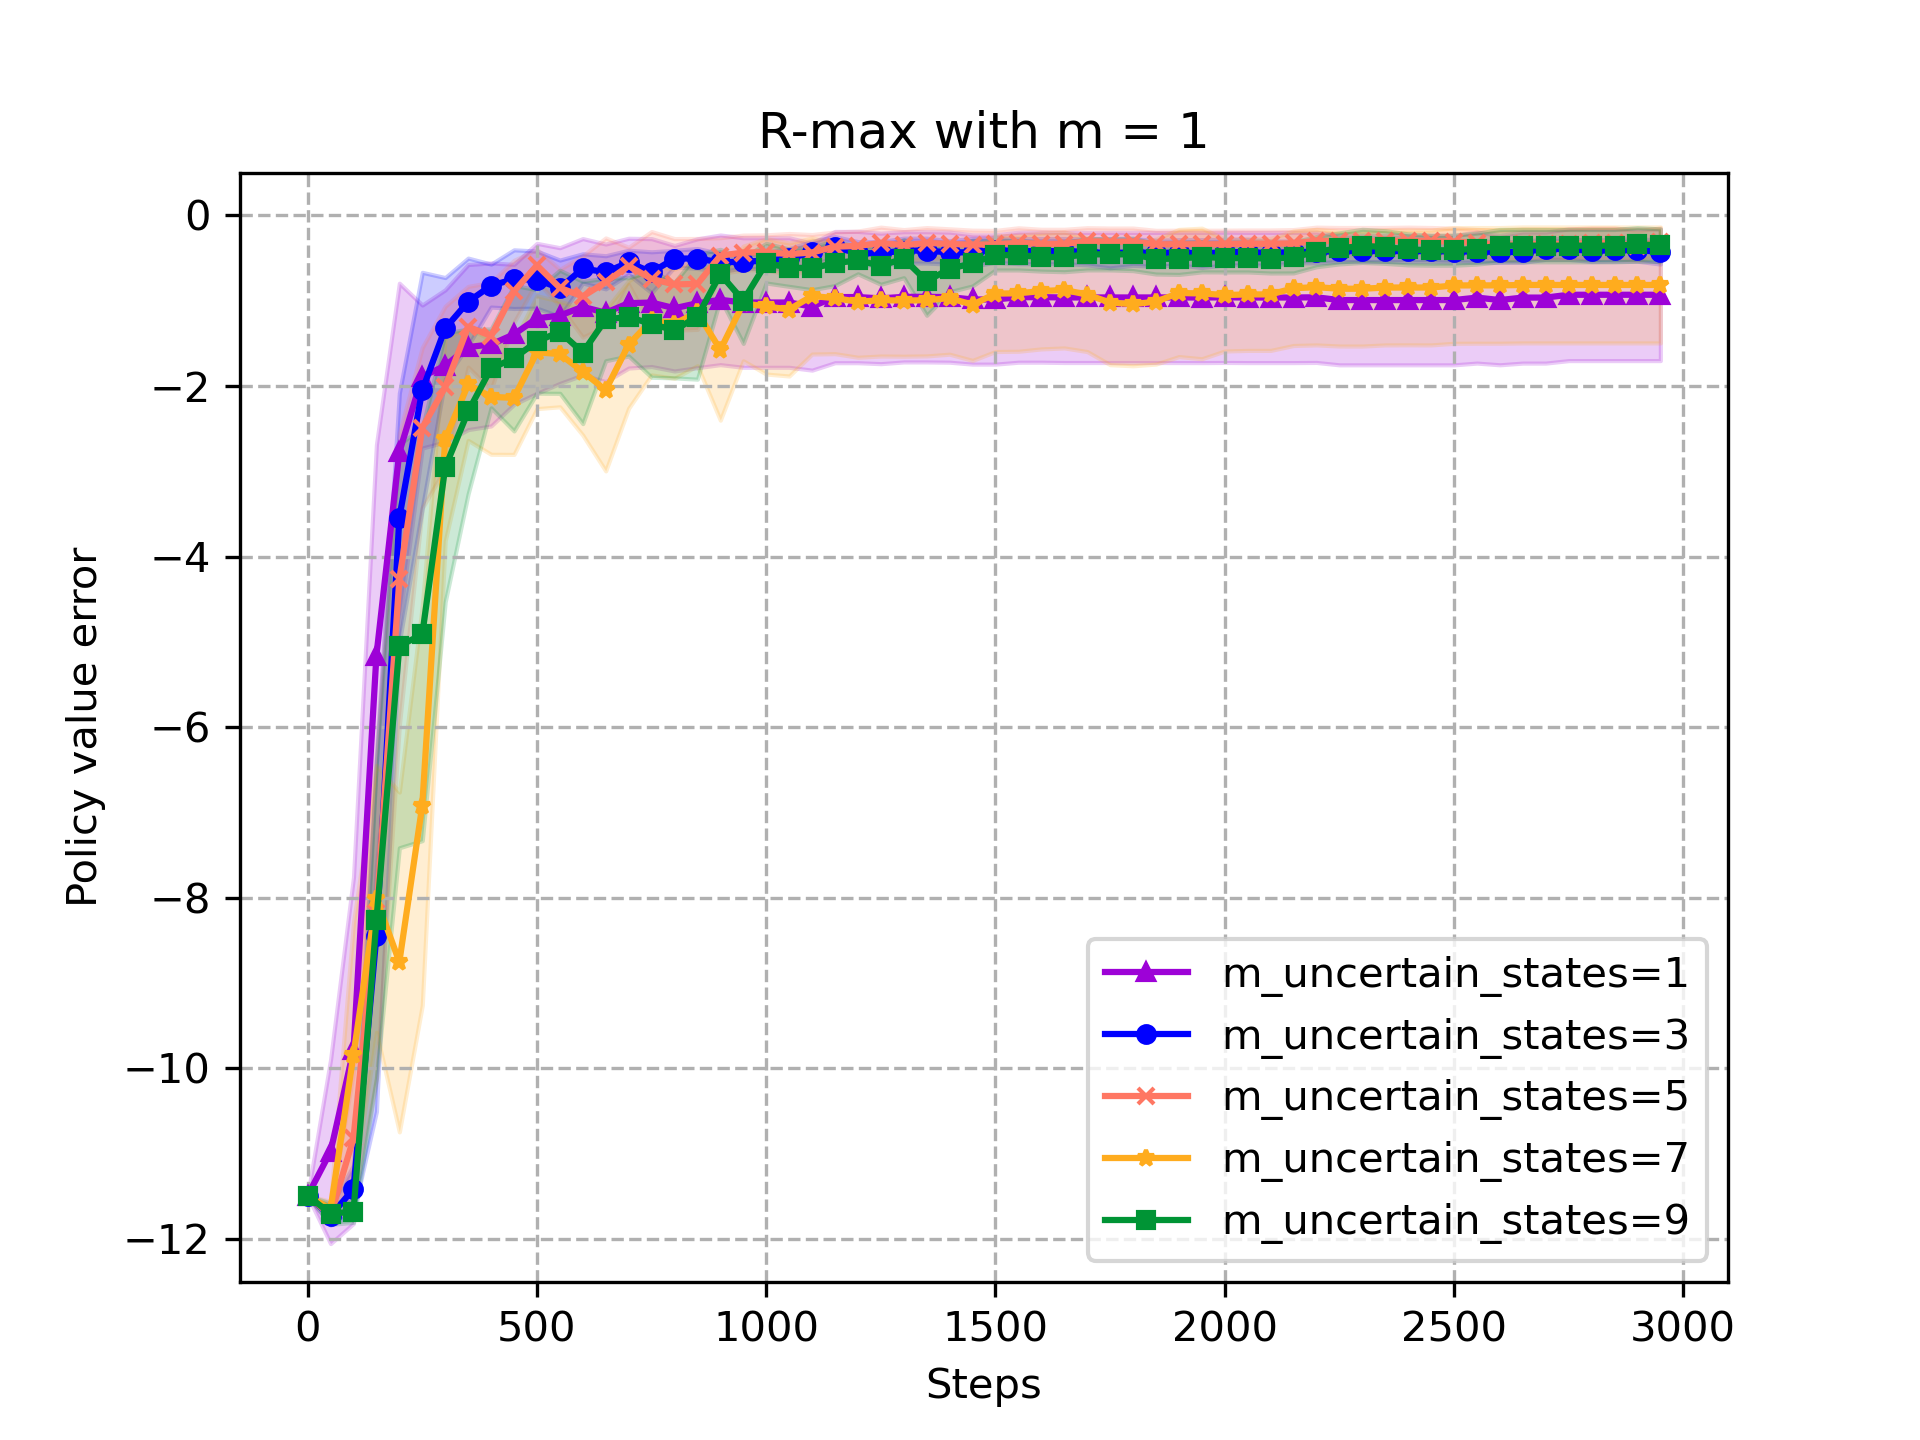 R-max with m = 1
Policy value error
0
−2
−4
−6
−8
−10
−12
m_uncertain_states=1
m_uncertain_states=3
m_uncertain_states=5
m_uncertain_states=7
m_uncertain_states=9
0 500 1000 1500 2000 2500 3000
Steps